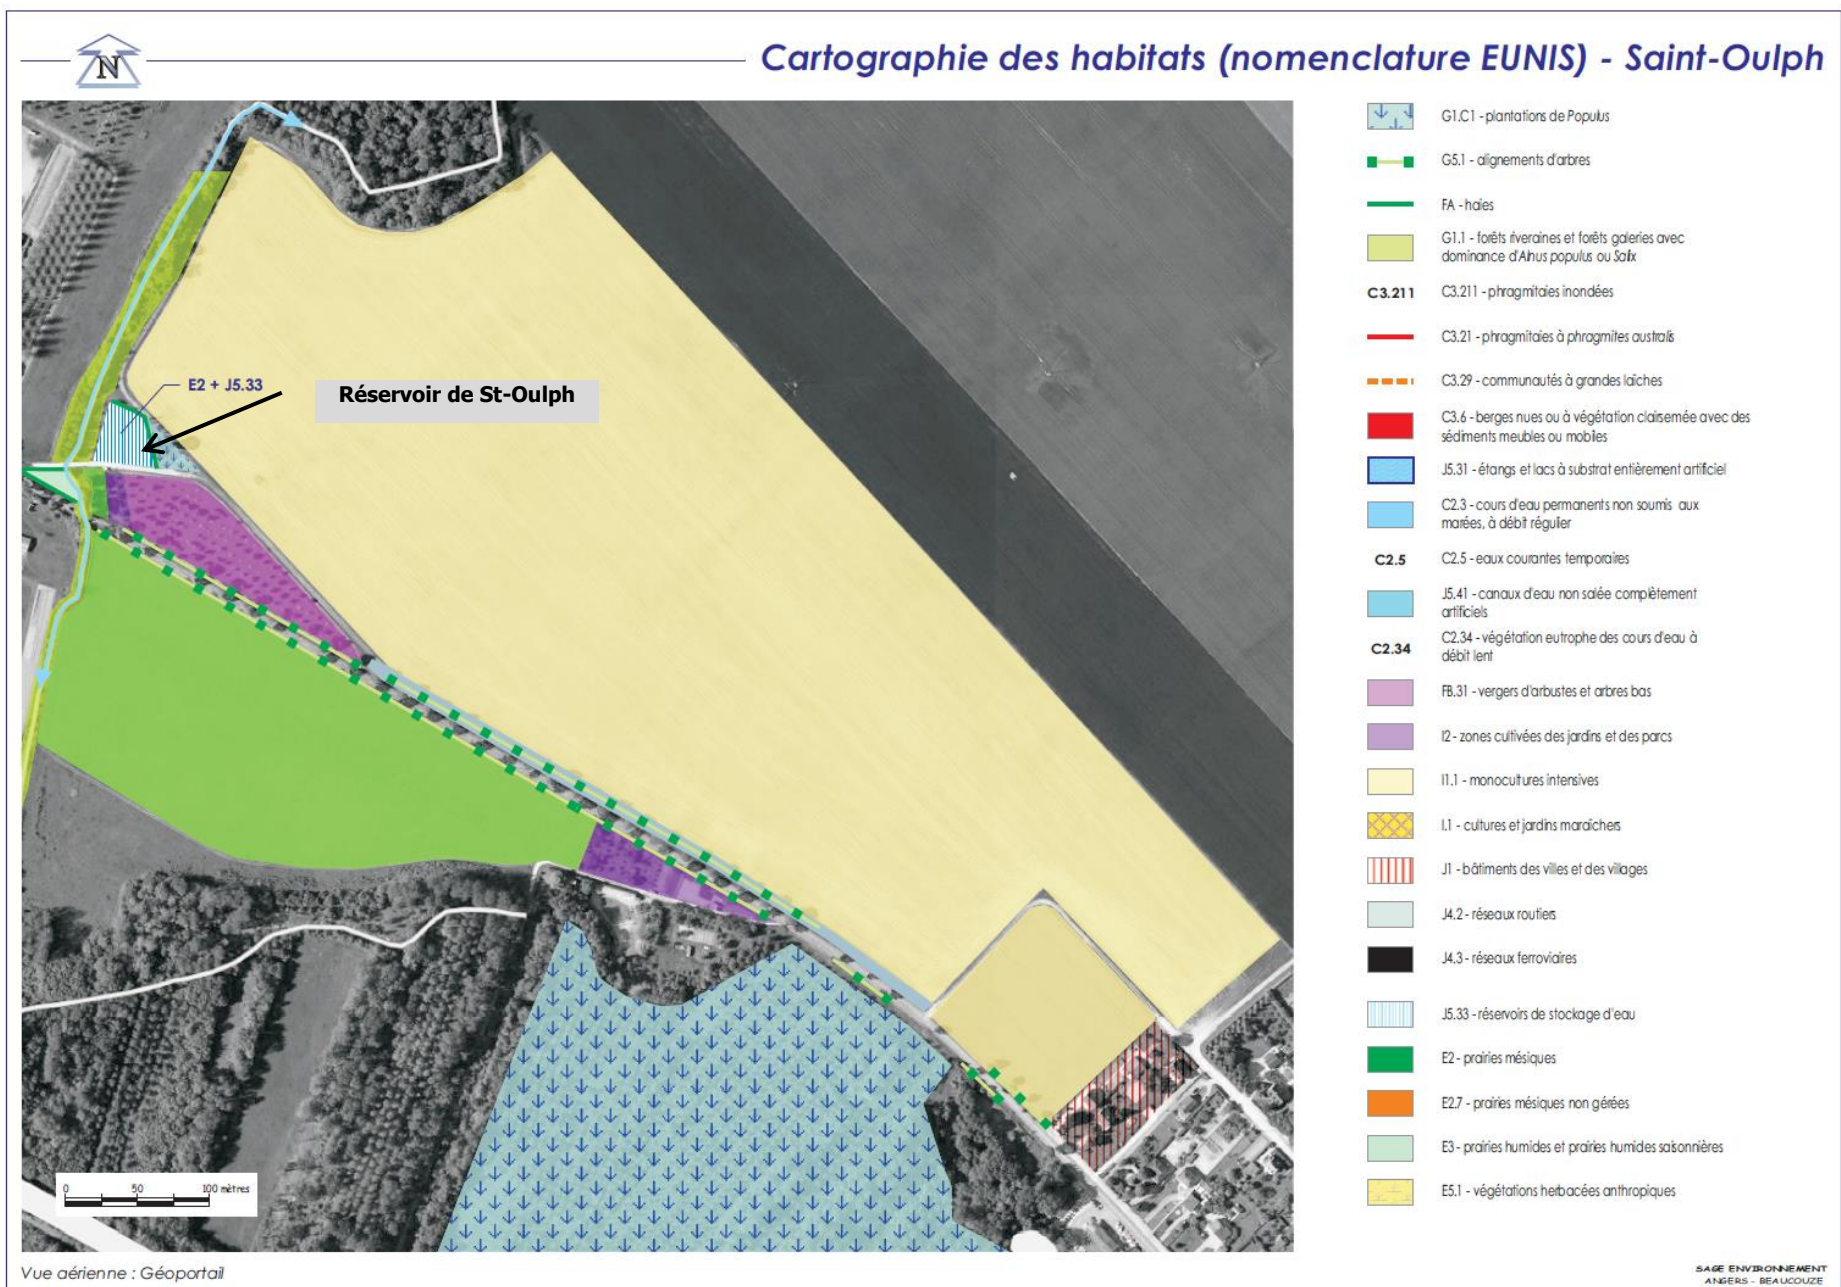 N
Cartographie des habitats (nomenclature EUNIS) - Saint-Oulph
E2 + J5.33
Réservoir de St-Oulph
0 50 100 mètres
G1.C1 - plantations de Populus
G5.1 - alignements d'arbres
FA - haies
G1.1 - forêts riveraines et forêts galeries avec
dominance d'Alnus populus ou Salix
C3.211 C3.211 - phragmitaies inondées
C3.21 - phragmitaies à phragmites australis
C3.29 - communautés à grandes laîches
C3.6 - berges nues ou à végétation clairsemée avec des
sédiments meubles ou mobiles
J5.31 - étangs et lacs à substrat entièrement artificiel
C2.3 - cours d'eau permanents non soumis aux
marées, à débit régulier
C2.5 C2.5 - eaux courantes temporaires
J5.41 - canaux d'eau non salée complètement
artificiels
C2.34 C2.34 - végétation eutrophe des cours d'eau à
débit lent
FB.31 - vergers d'arbustes et arbres bas
I2 - zones cultivées des jardins et des parcs
I1.1 - monocultures intensives
I.1 - cultures et jardins maraîchers
J1 - bâtiments des villes et des villages
J4.2 - réseaux routiers
J4.3 - réseaux ferroviaires
J5.33 - réservoirs de stockage d'eau
E2 - prairies mésiques
E2.7 - prairies mésiques non gérées
E3 - prairies humides et prairies humides saisonnières
E5.1 - végétations herbacées anthropiques
Vue aérienne : Géoportail
SAGE ENVIRONNEMENT
ANGERS - BEAUCOUZE